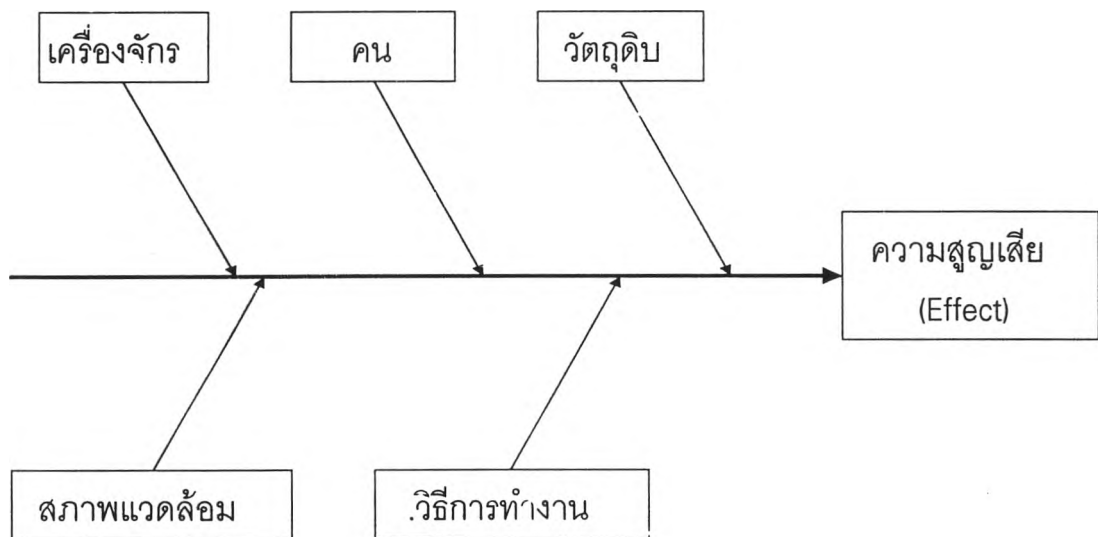 เครื่องจักร
คน
วัตถุดิบ
ความสูญเสีย
(Effect)
สภาพแวดล้อม
วิธีการทำงาน